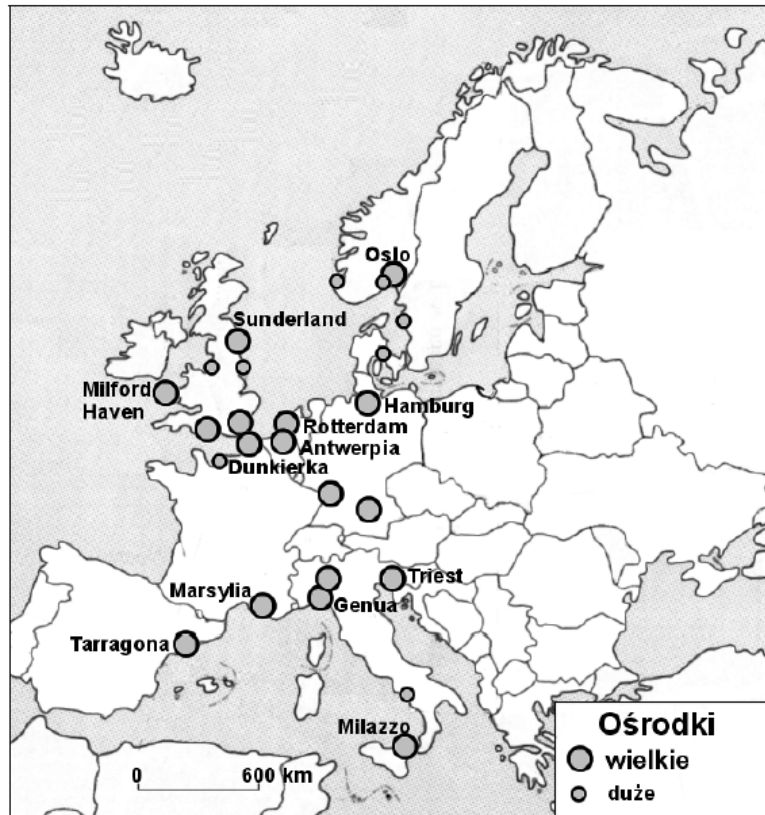 Oslo
Sunderland
Milford
Haven
Hamburg
Rotterdam
Antwerpia
Dunkierka
Marsylia
Triest
Genua
Tarragona
Milazzo
Ośrodki
wielkie
duże
0 600 km